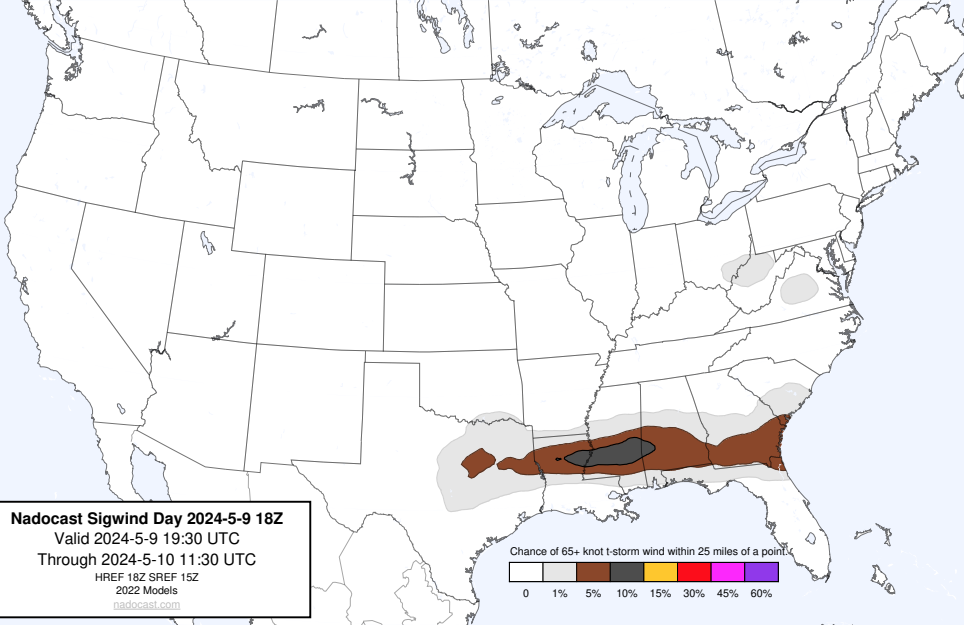 Nadocast Sigwind Day 2024-5-9 18Z
Valid 2024-5-9 19:30 UTC
Through 2024-5-10 11:30 UTC
HREF 18Z SREF 15Z
2022 Models
nadocast.com
Chance of 65+ knot t-storm wind within 25 miles of a point.
0 1% 5% 10% 15% 30% 45% 60%